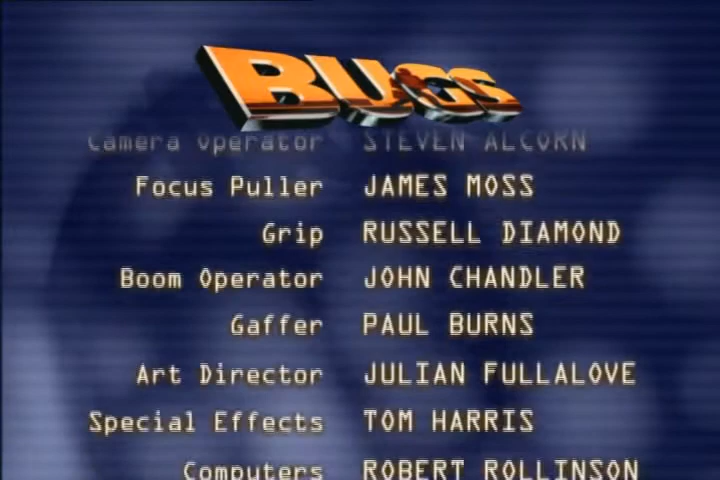 BUGS
Camera Operator STEVEN ALCORN
Focus Puller JAMES MOSS
Grip RUSSELL DIAMOND
Boom Operator JOHN CHANDLER
Gaffer PAUL BURNS
Art Director JULIAN FULLALOVE
Special Effects TOM HARRIS
Computers ROBERT ROLLINSON